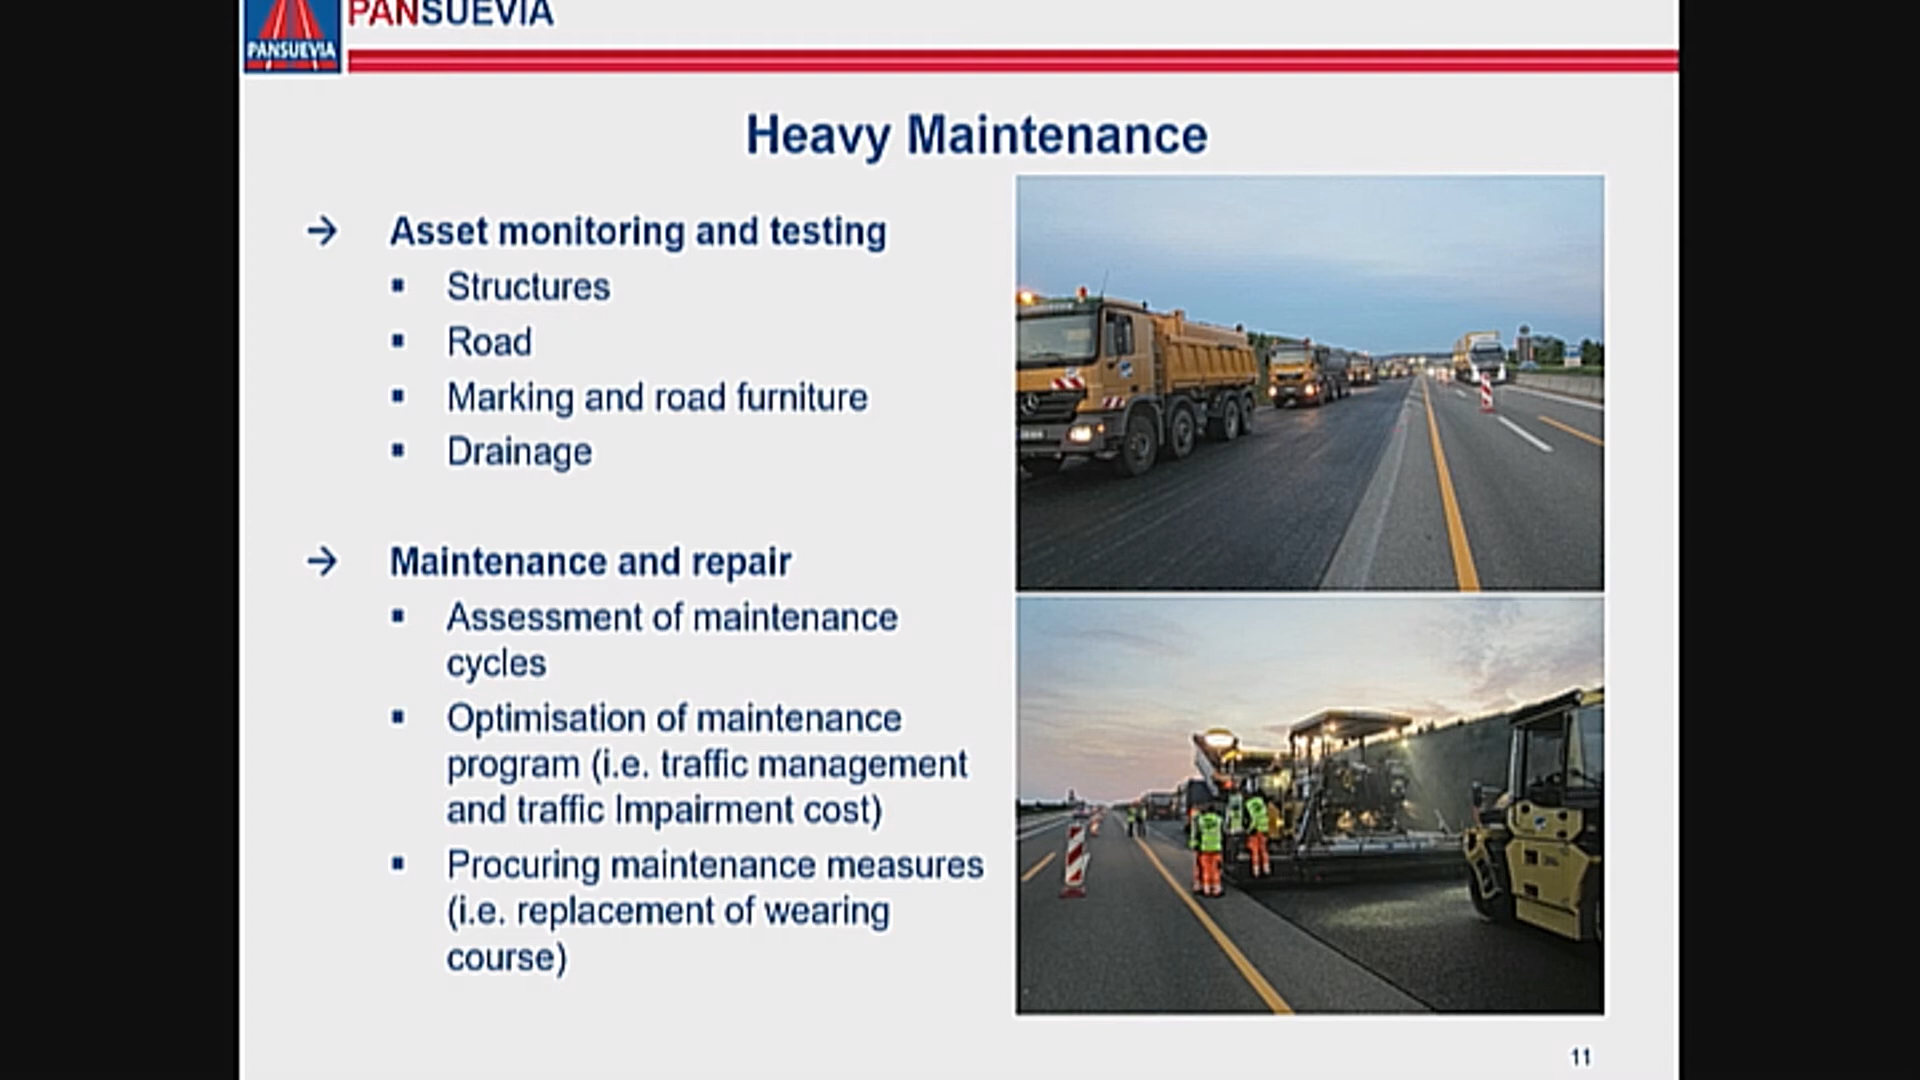 PANSUEVIA
PANSUEVIA
Heavy Maintenance
→ Asset monitoring and testing
▪ Structures
▪ Road
▪ Marking and road furniture
▪ Drainage
→ Maintenance and repair
▪ Assessment of maintenance
cycles
▪ Optimisation of maintenance
program (i.e. traffic management
and traffic Impairment cost)
▪ Procuring maintenance measures
(i.e. replacement of wearing
course)
11